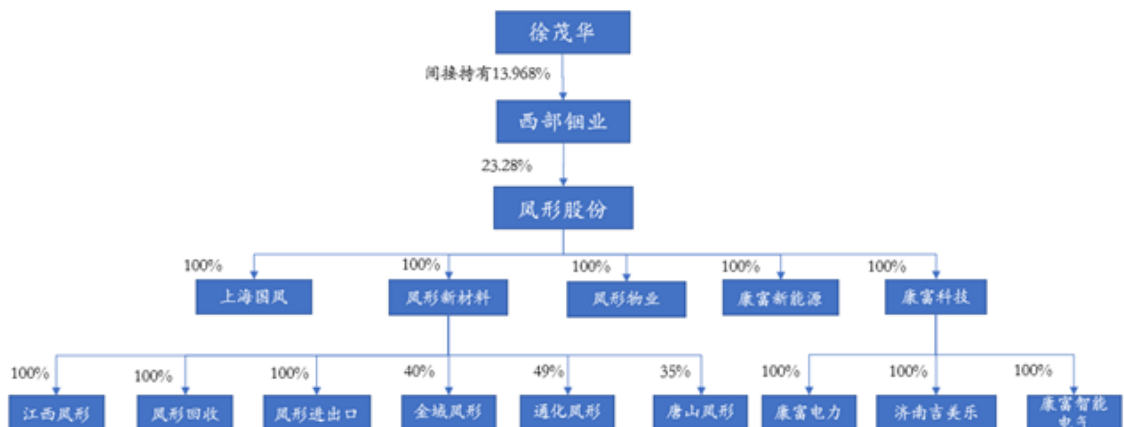 徐茂华
间接持有13.968%
西部铟业
23.28%
凤形股份
100%
100%
100%
100%
100%
上海国凤
凤形新材料
凤形物业
康富新能源
康富科技
100%
100%
100%
40%
49%
35%
100%
100%
100%
江西凤形
凤形回收
凤形进出口
金域凤形
通化凤形
唐山凤形
康富电力
济南吉美乐
康富智能
电气